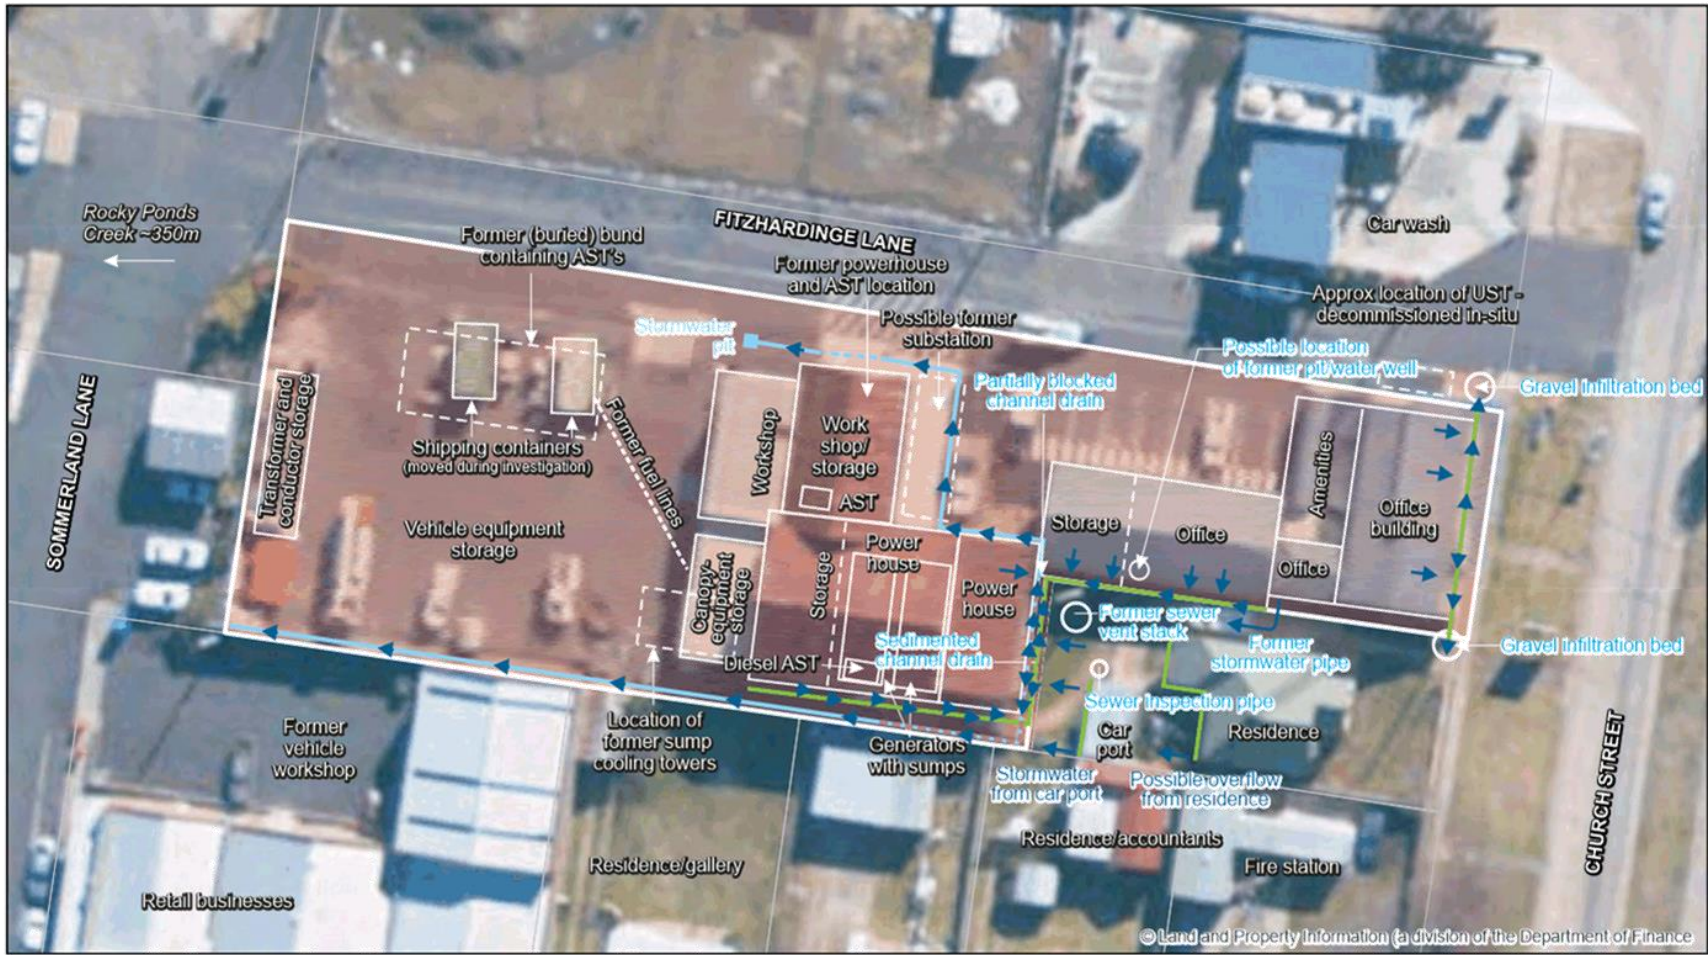 Rocky Ponds
Creek ~350m
Former (buried) bund
containing AST's
FITZHARDINGE LANE
Former powerhouse
and AST location
Car wash
Approx location of UST -
decommissioned in-situ
Possible former
substation
Stormwater
pit
Possible location
of former pit/water well
Partially blocked
channel drain
Gravel infiltration bed
SOMMERLAND LANE
Transformer and
conductor storage
Shipping containers
(moved during investigation)
Former fuel lines
Workshop
Work
shop/
storage
AST
Vehicle equipment
storage
Storage
Office
Amenities
Office
building
Office
Canopy-
equipment
storage
Storage
Power
house
Power
house
Former sewer
vent stack
Former
stormwater pipe
Gravel infiltration bed
Diesel AST
Sedimented
channel drain
Sewer inspection pipe
Former
vehicle
workshop
Location of
former sump
cooling towers
Generators
with sumps
Car
port
Residence
Stormwater
from car port
Possible overflow
from residence
CHURCH STREET
Residence/accountants
Residence/gallery
Fire station
Retail businesses
© Land and Property Information (a division of the Department of Finance